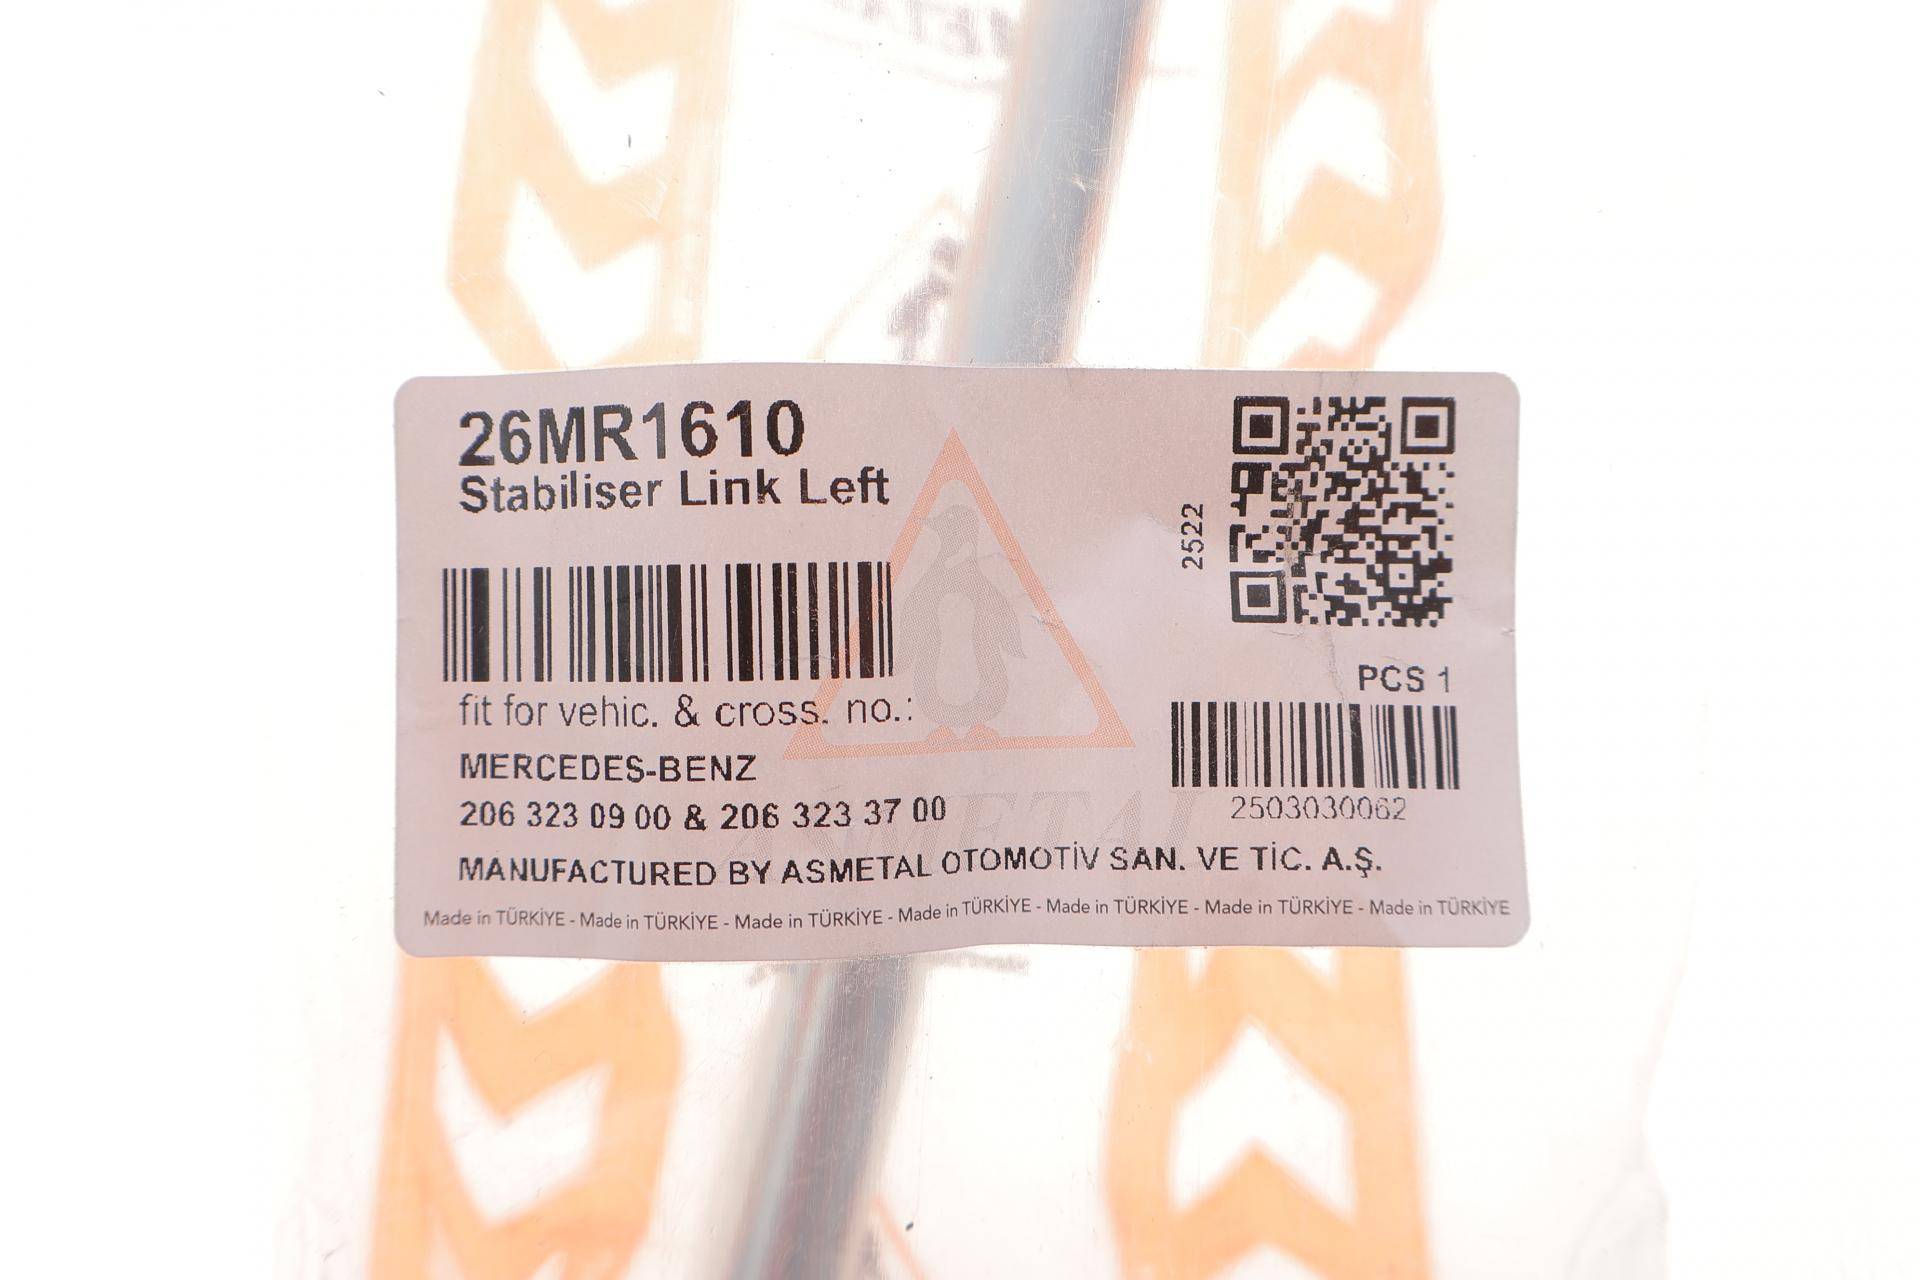 26MR1610
Stabiliser Link Left
2522
fit for vehic. & cross. no.:
PCS 1
MERCEDES-BENZ
206 323 09 00 & 206 323 37 00
2503030062
ASMETAL
MANUFACTURED BY ASMETAL OTOMOTİV SAN. VE TİC. A.Ş.
Made in TÜRKİYE - Made in TÜRKİYE - Made in TÜRKİYE - Made in TÜRKİYE - Made in TÜRKİYE - Made in TÜRKİYE - Made in TÜRKİYE